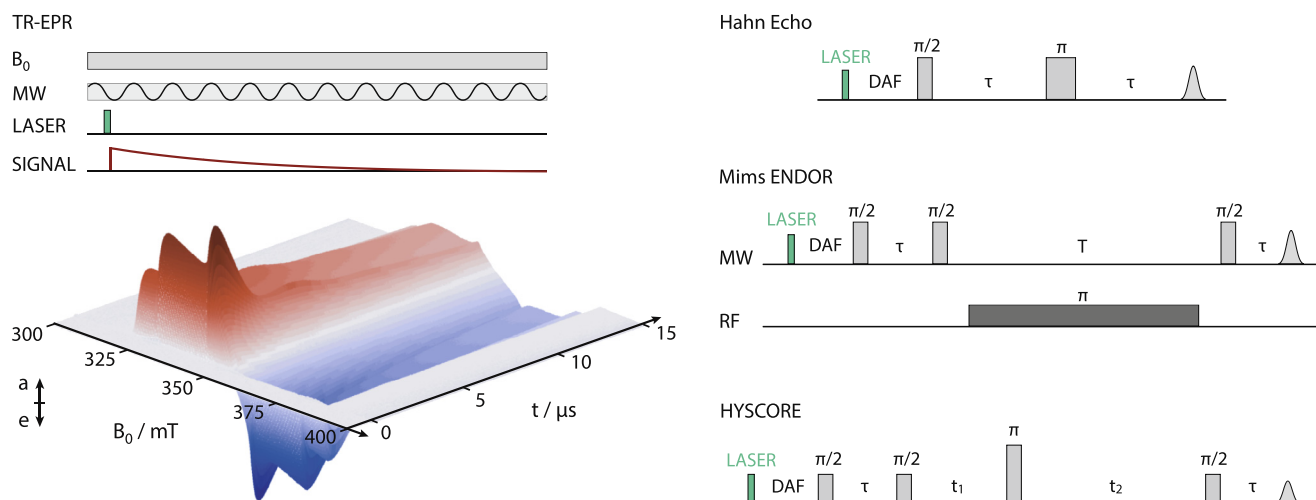 TR-EPR
B₀
MW
LASER
SIGNAL
300
325
350
375
400
0
5
10
15
a
e
B₀ / mT
t / μs
Hahn Echo
LASER
DAF
π/2
τ
π
τ
Mims ENDOR
MW
LASER
DAF
π/2
τ
π/2
T
π/2
τ
RF
π
HYSCORE
LASER
DAF
π/2
τ
π/2
t₁
π
t₂
π/2
τ